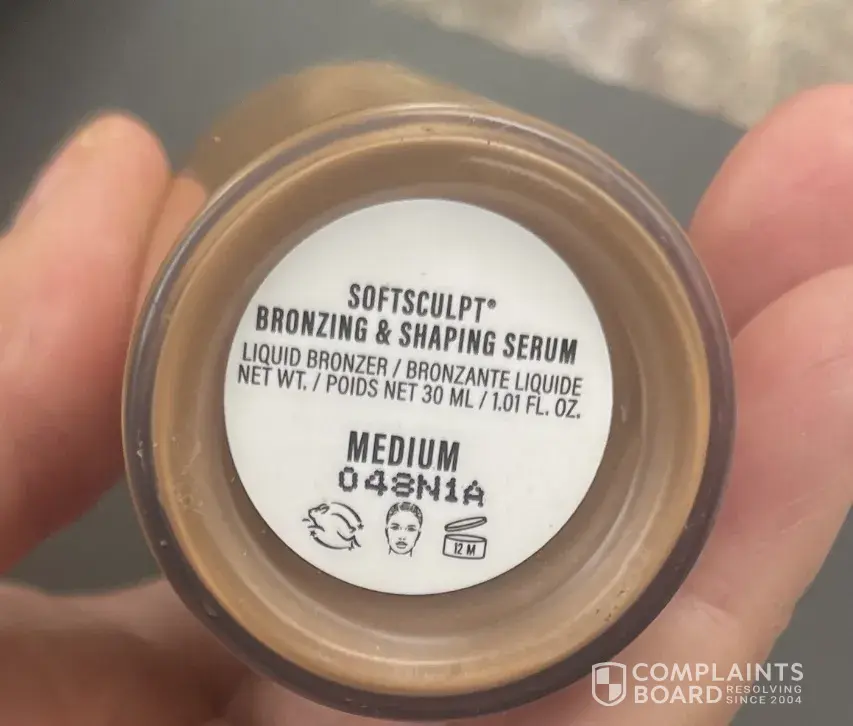 SOFTSCULPT®
BRONZING & SHAPING SERUM
LIQUID BRONZER / BRONZANTE LIQUIDE
NET WT. / POIDS NET 30 ML / 1.01 FL. OZ.
MEDIUM
048N1A
12 M
COMPLAINTS
BOARD RESOLVING
SINCE 2004